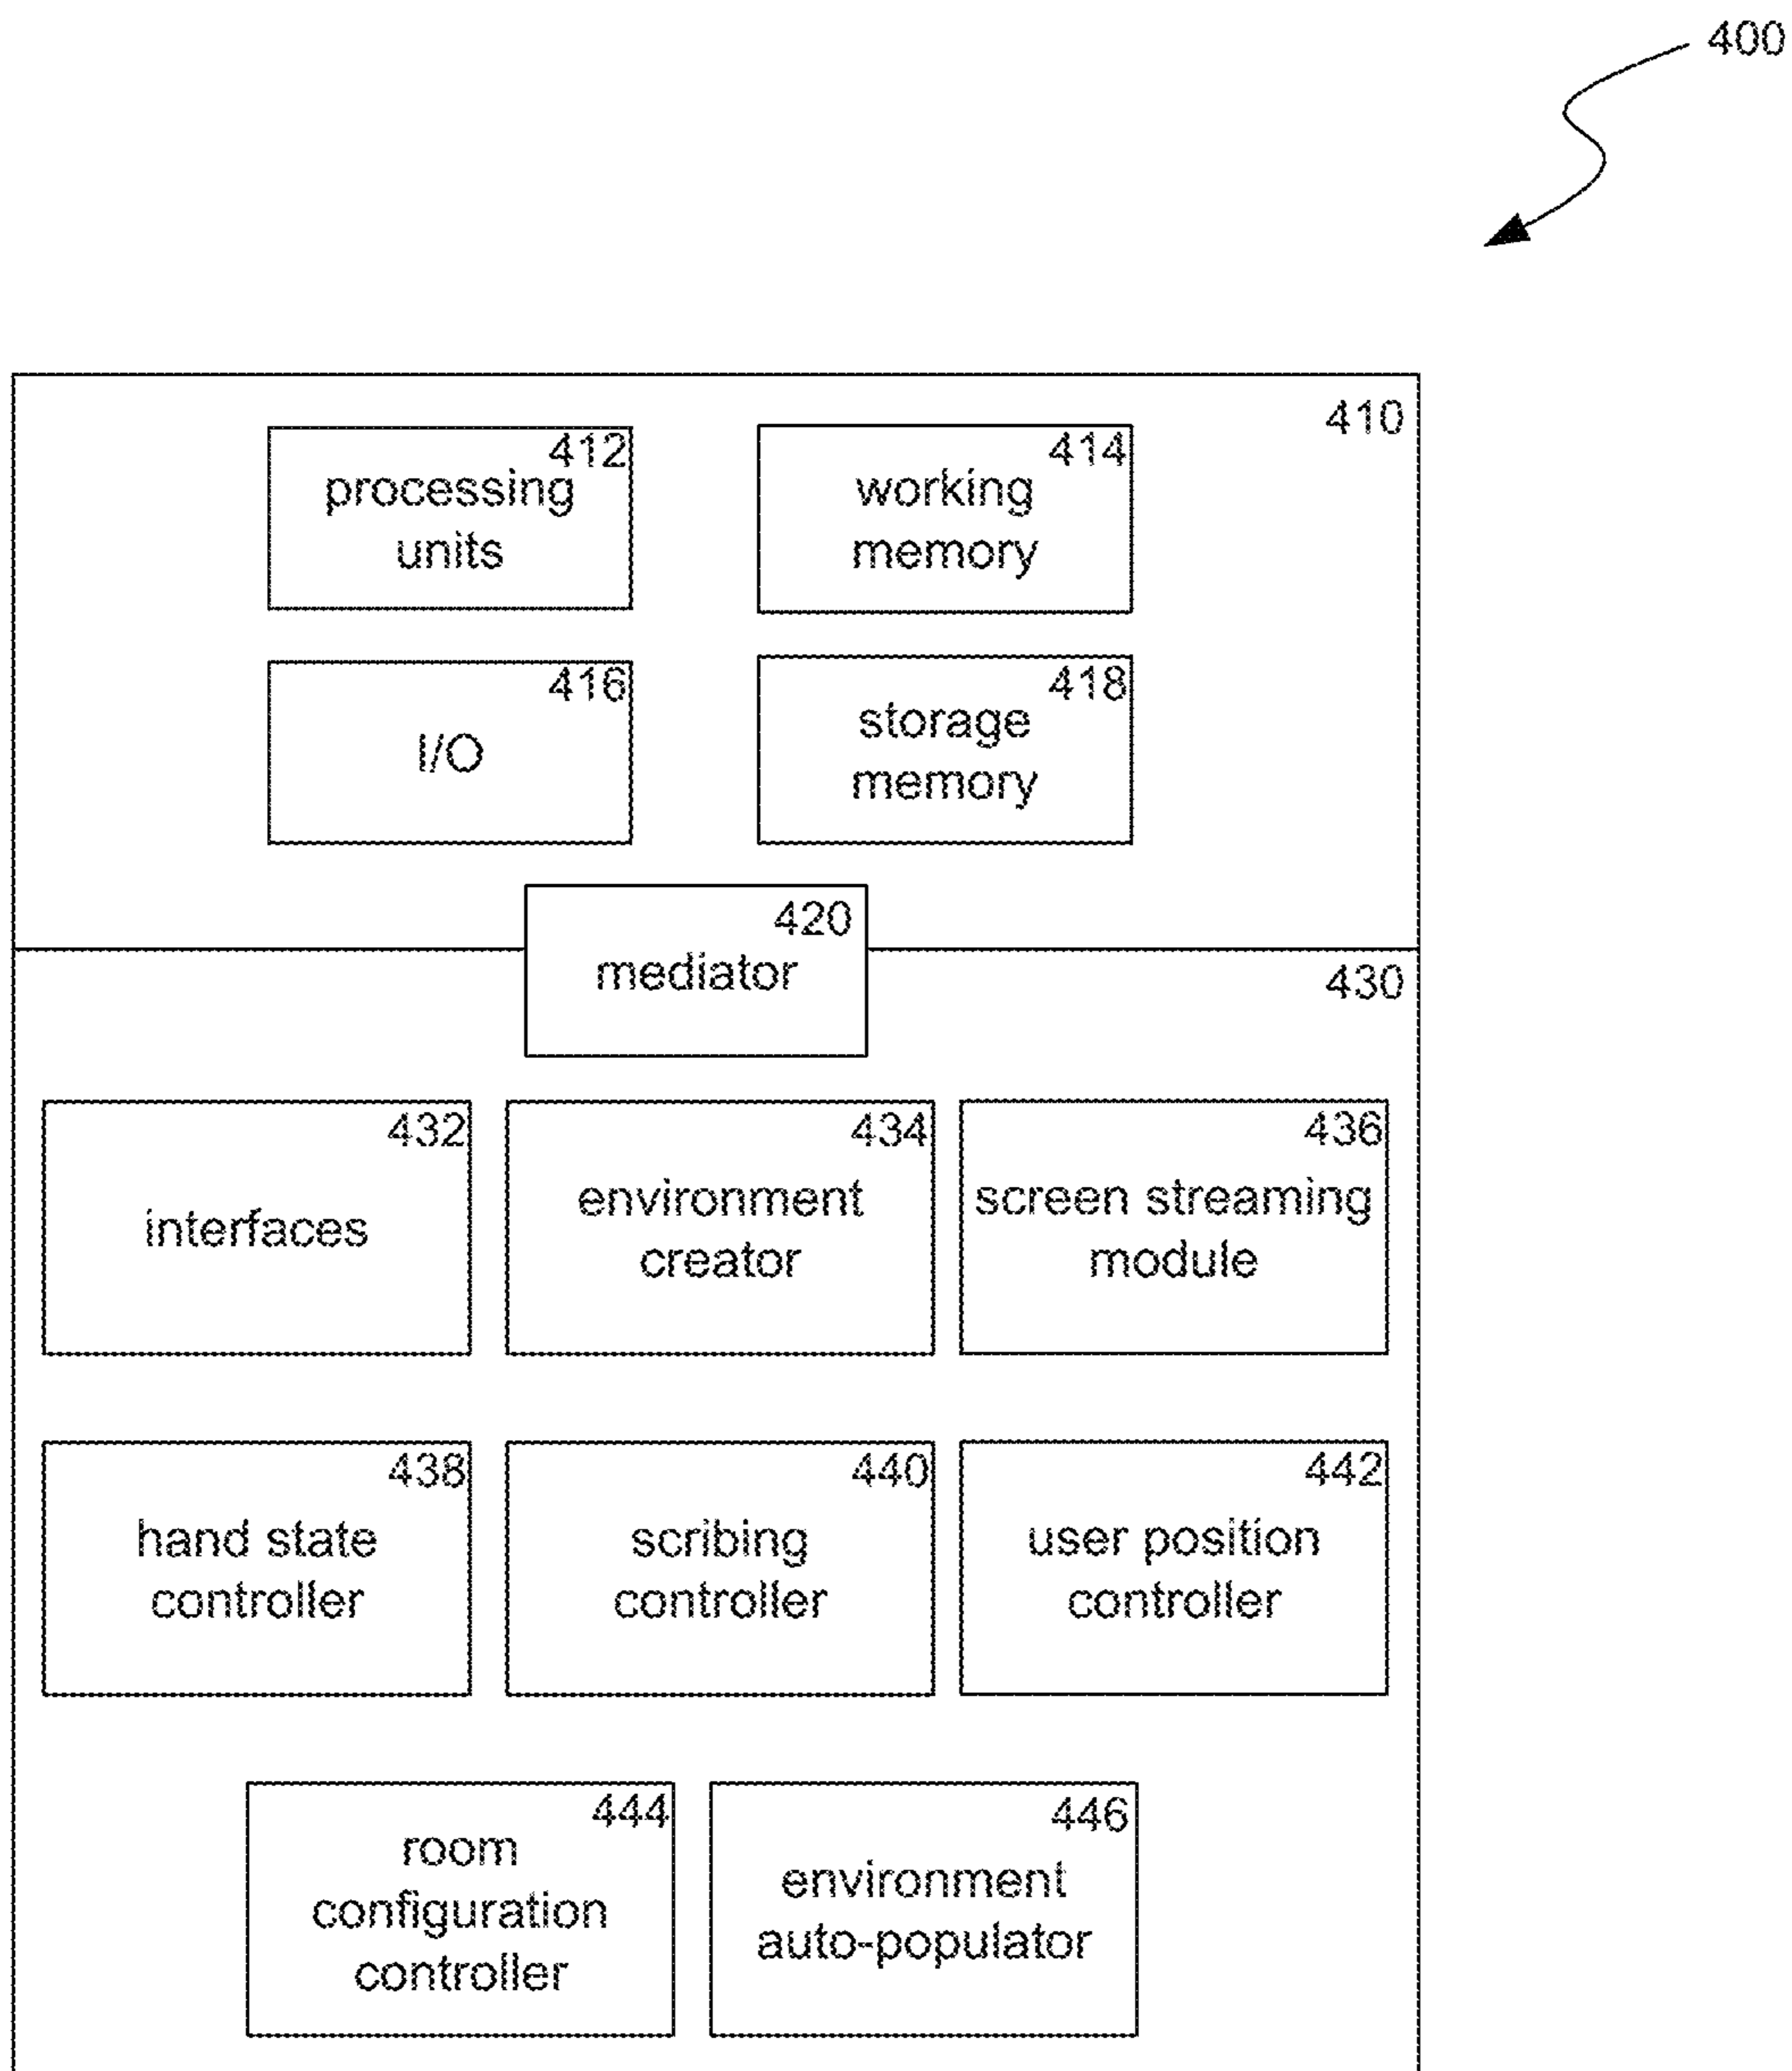 400
410
412
processing
units
414
working
memory
416
I/O
418
storage
memory
420
mediator
430
432
interfaces
434
environment
creator
436
screen streaming
module
438
hand state
controller
440
scribing
controller
442
user position
controller
444
room
configuration
controller
446
environment
auto-populator